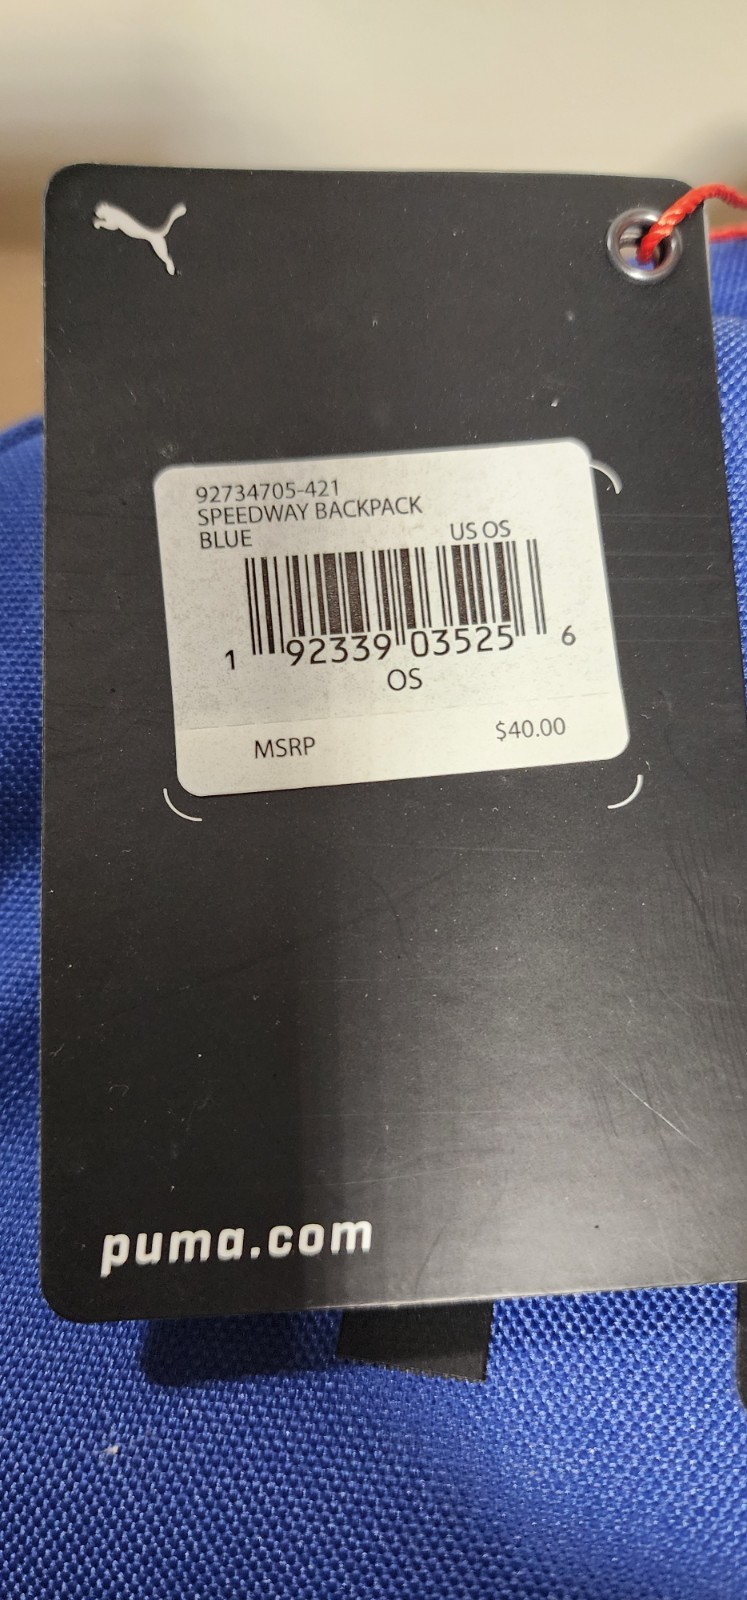 92734705-421
SPEEDWAY BACKPACK
BLUE US OS
1 92339 03525 6
OS
MSRP $40.00
puma.com